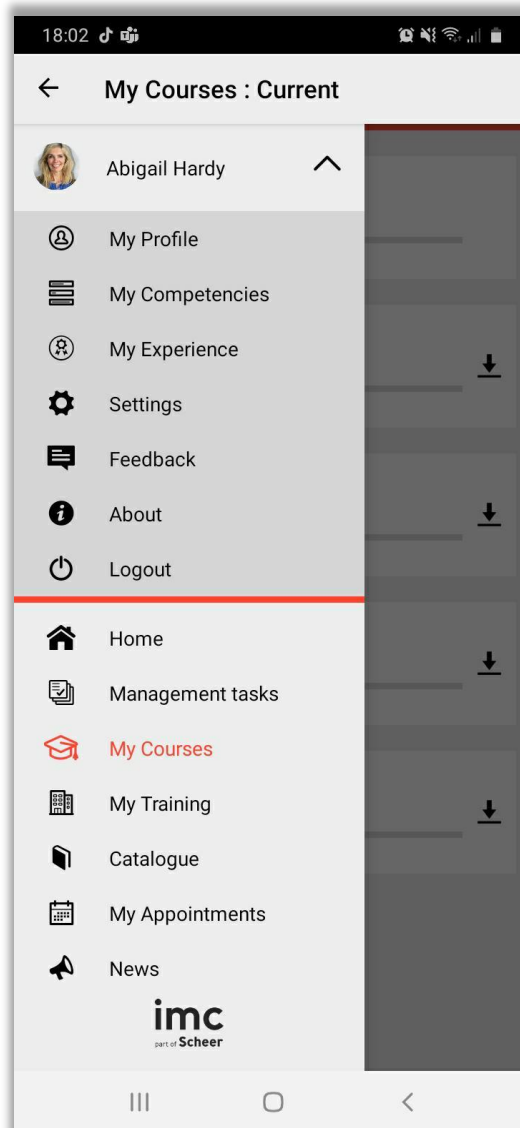 18:02
My Courses : Current
Abigail Hardy
My Profile
My Competencies
My Experience
Settings
Feedback
About
Logout
Home
Management tasks
My Courses
My Training
Catalogue
My Appointments
News
imc
part of Scheer